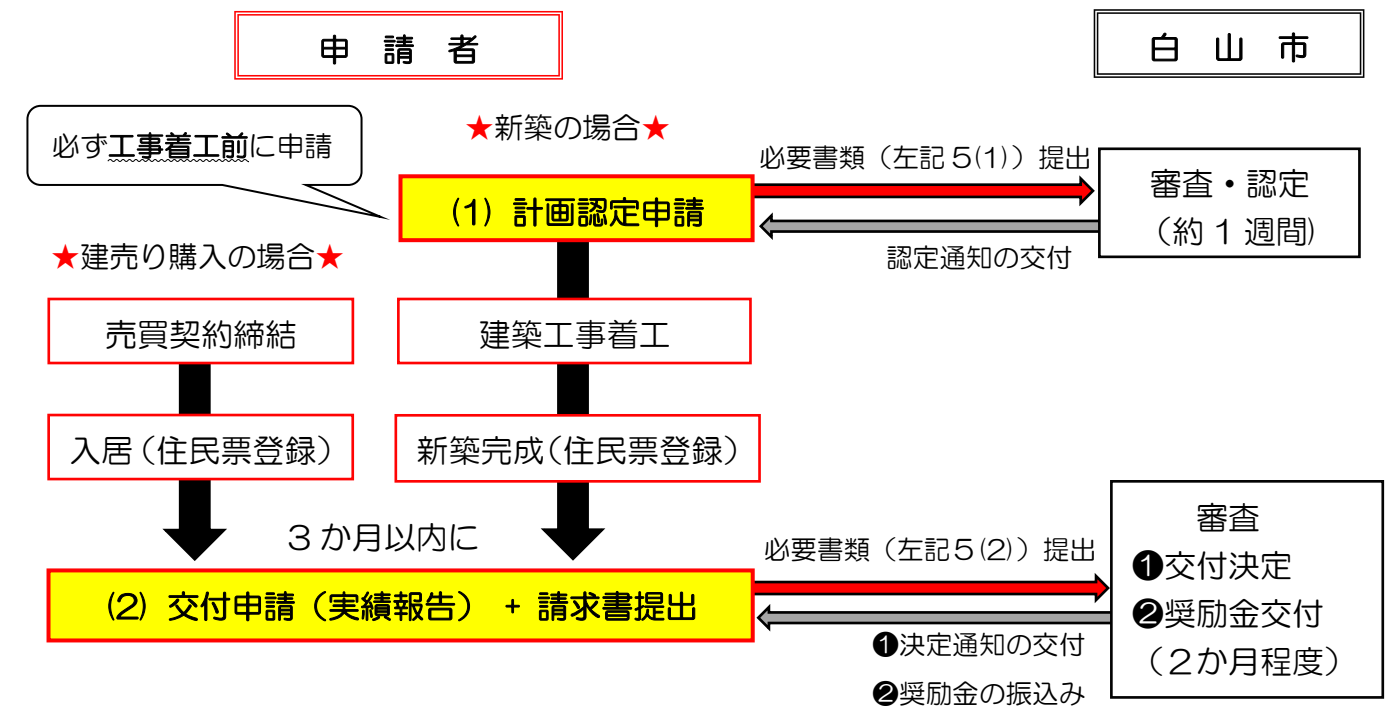 申 請 者
白 山 市
必ず工事着工前に申請
★新築の場合★
必要書類（左記５(1)）提出
(1) 計画認定申請
審査・認定
（約 1 週間)
認定通知の交付
★建売り購入の場合★
売買契約締結
建築工事着工
入居（住民票登録）
新築完成（住民票登録）
３か月以内に
必要書類（左記５(2)）提出
(2) 交付申請（実績報告） + 請求書提出
審査
❶交付決定
❷奨励金交付
（２か月程度）
❶決定通知の交付
❷奨励金の振込み